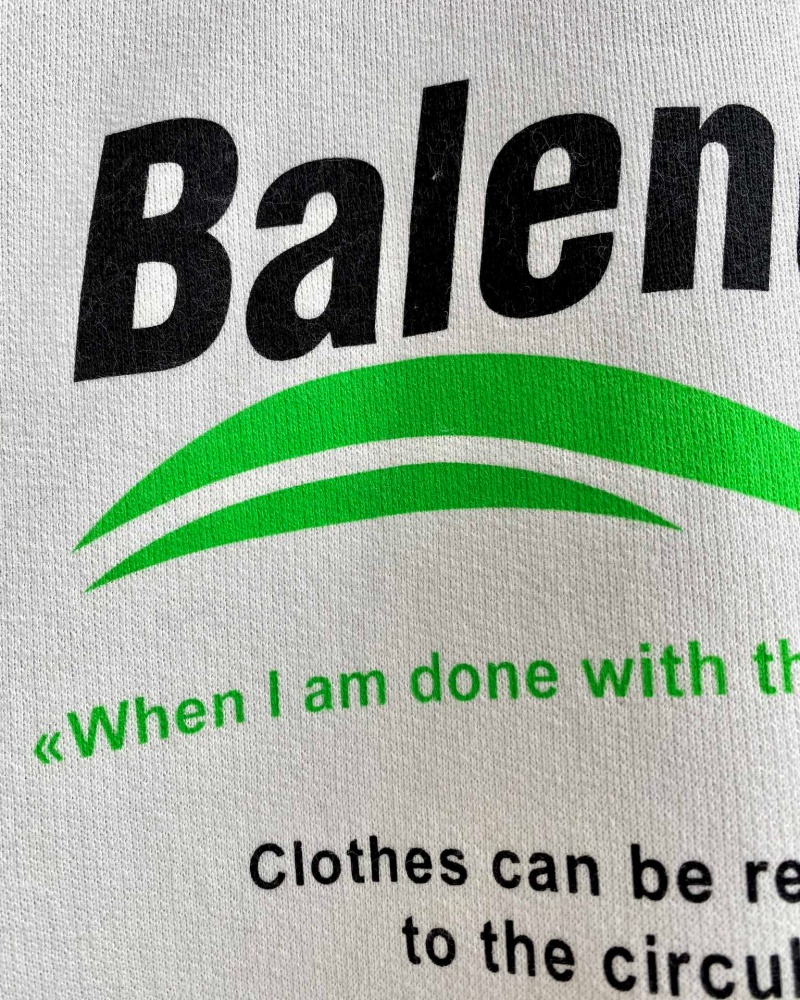 Balen
«When I am done with th
Clothes can be re
to the circul